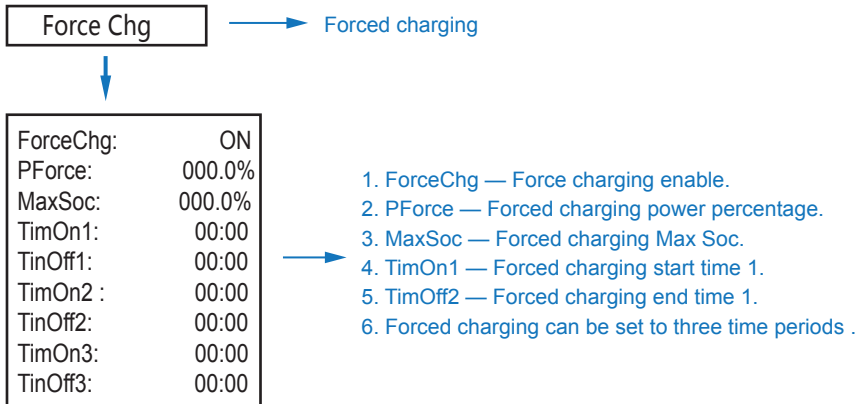 Force Chg
Forced charging
ForceChg: ON
PForce: 000.0%
MaxSoc: 000.0%
TimOn1: 00:00
TinOff1: 00:00
TimOn2 : 00:00
TinOff2: 00:00
TimOn3: 00:00
TinOff3: 00:00
1. ForceChg — Force charging enable.
2. PForce — Forced charging power percentage.
3. MaxSoc — Forced charging Max Soc.
4. TimOn1 — Forced charging start time 1.
5. TimOff2 — Forced charging end time 1.
6. Forced charging can be set to three time periods .